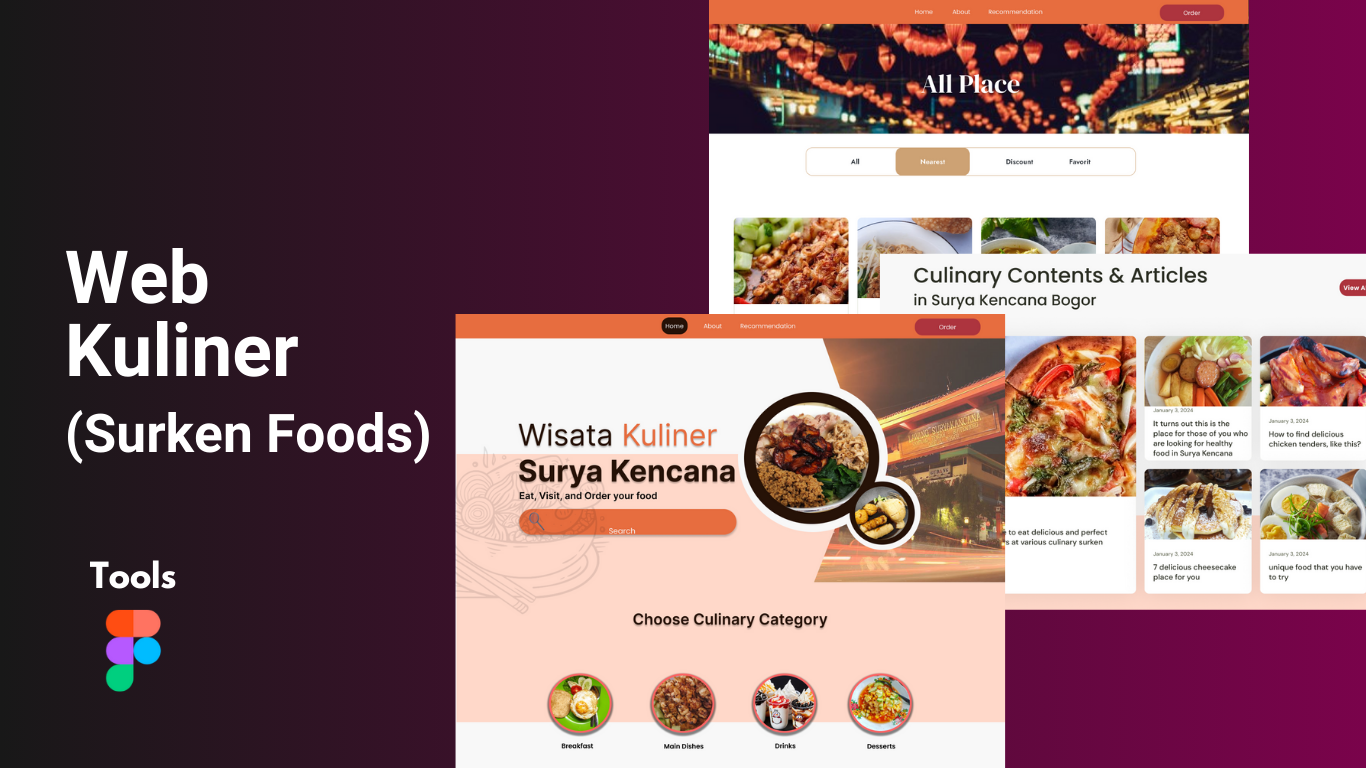 Web
Kuliner
(Surken Foods)
Tools
Home About Recommendation Order
All Place
All Nearest Discount Favorit
Culinary Contents & Articles
in Surya Kencana Bogor
View A
January 3, 2024
It turns out this is the
place for those of you who
are looking for healthy
food in Surya Kencana
January 3, 2024
How to find delicious
chicken tenders, like this?
to eat delicious and perfect
s at various culinary surken
January 3, 2024
7 delicious cheesecake
place for you
January 3, 2024
unique food that you have
to try
Home About Recommendation Order
Wisata Kuliner
Surya Kencana
Eat, Visit, and Order your food
Search
Choose Culinary Category
Breakfast Main Dishes Drinks Desserts